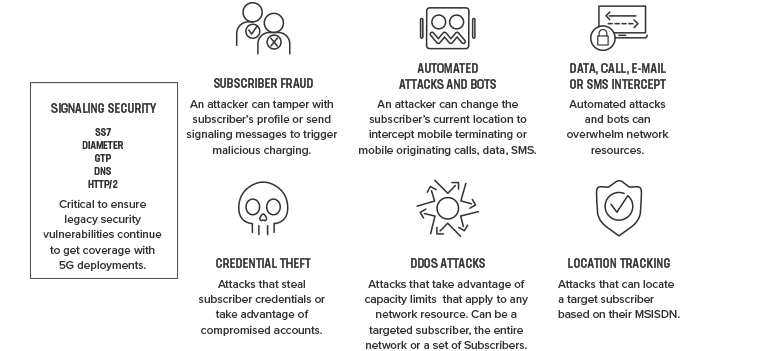 SIGNALING SECURITY
SS7
DIAMETER
GTP
DNS
HTTP/2
Critical to ensure
legacy security
vulnerabilities continue
to get coverage with
5G deployments.
SUBSCRIBER FRAUD
An attacker can tamper with
subscriber's profile or send
signaling messages to trigger
malicious charging.
AUTOMATED
ATTACKS AND BOTS
An attacker can change the
subscriber's current location to
intercept mobile terminating or
mobile originating calls, data, SMS.
DATA, CALL, E-MAIL
OR SMS INTERCEPT
Automated attacks
and bots can
overwhelm network
resources.
CREDENTIAL THEFT
Attacks that steal
subscriber credentials or
take advantage of
compromised accounts.
DDOS ATTACKS
Attacks that take advantage of
capacity limits that apply to any
network resource. Can be a
targeted subscriber, the entire
network or a set of Subscribers.
LOCATION TRACKING
Attacks that can locate
a target subscriber
based on their MSISDN.